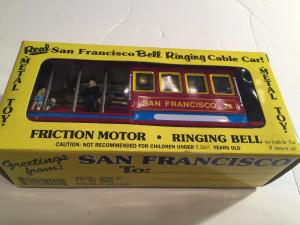 Real San Francisco Bell Ringing Cable Car!
METAL TOY!
METAL TOY!
SAN FRANCISCO
FRICTION MOTOR • RINGING BELL
CAUTION: NOT RECOMMENDED FOR CHILDREN UNDER YEARS OLD
Greetings from:
SAN FRANCISCO
To: